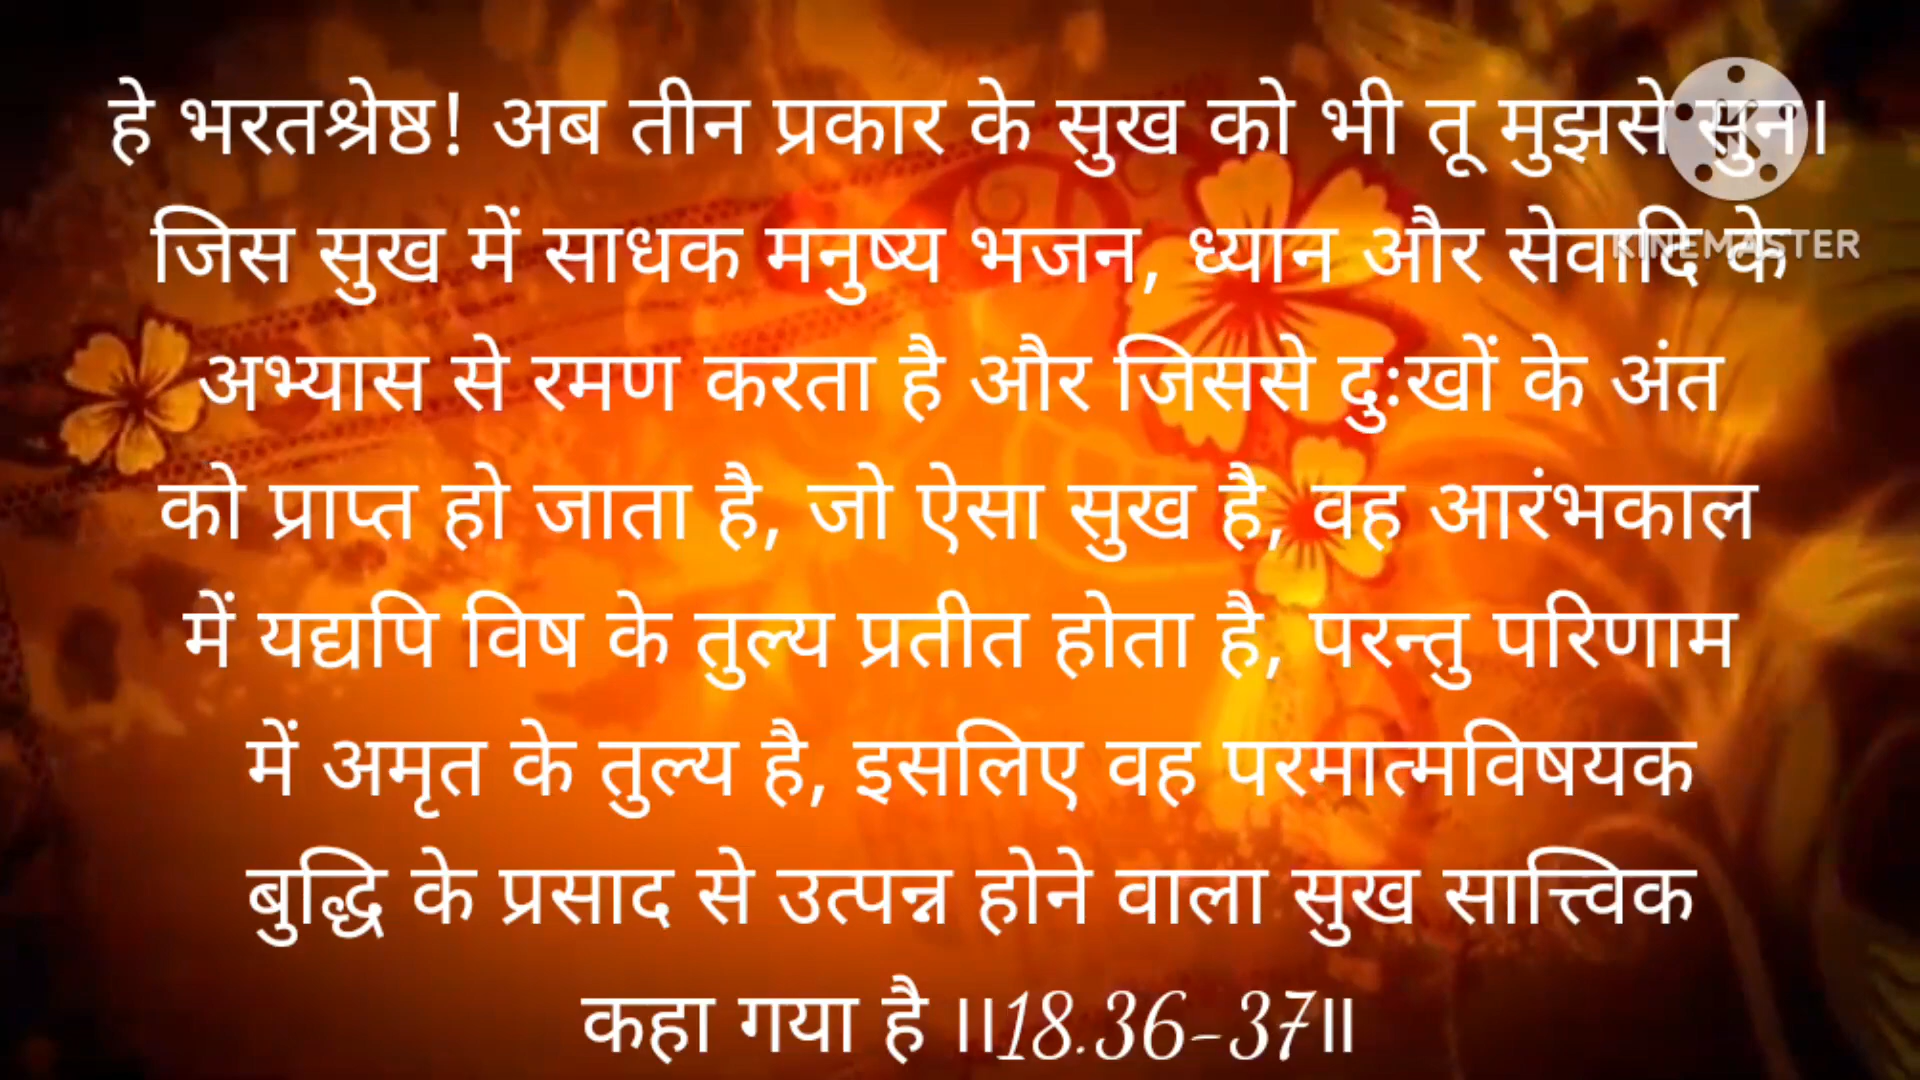 हे भरतश्रेष्ठ! अब तीन प्रकार के सुख को भी तू मुझसे सुन।
जिस सुख में साधक मनुष्य भजन, ध्यान और सेवादि के
अभ्यास से रमण करता है और जिससे दुःखों के अंत
को प्राप्त हो जाता है, जो ऐसा सुख है, वह आरंभकाल
में यद्यपि विष के तुल्य प्रतीत होता है, परन्तु परिणाम
में अमृत के तुल्य है, इसलिए वह परमात्मविषयक
बुद्धि के प्रसाद से उत्पन्न होने वाला सुख सात्त्विक
कहा गया है ।।18.36-37॥
K
KINEMASTER